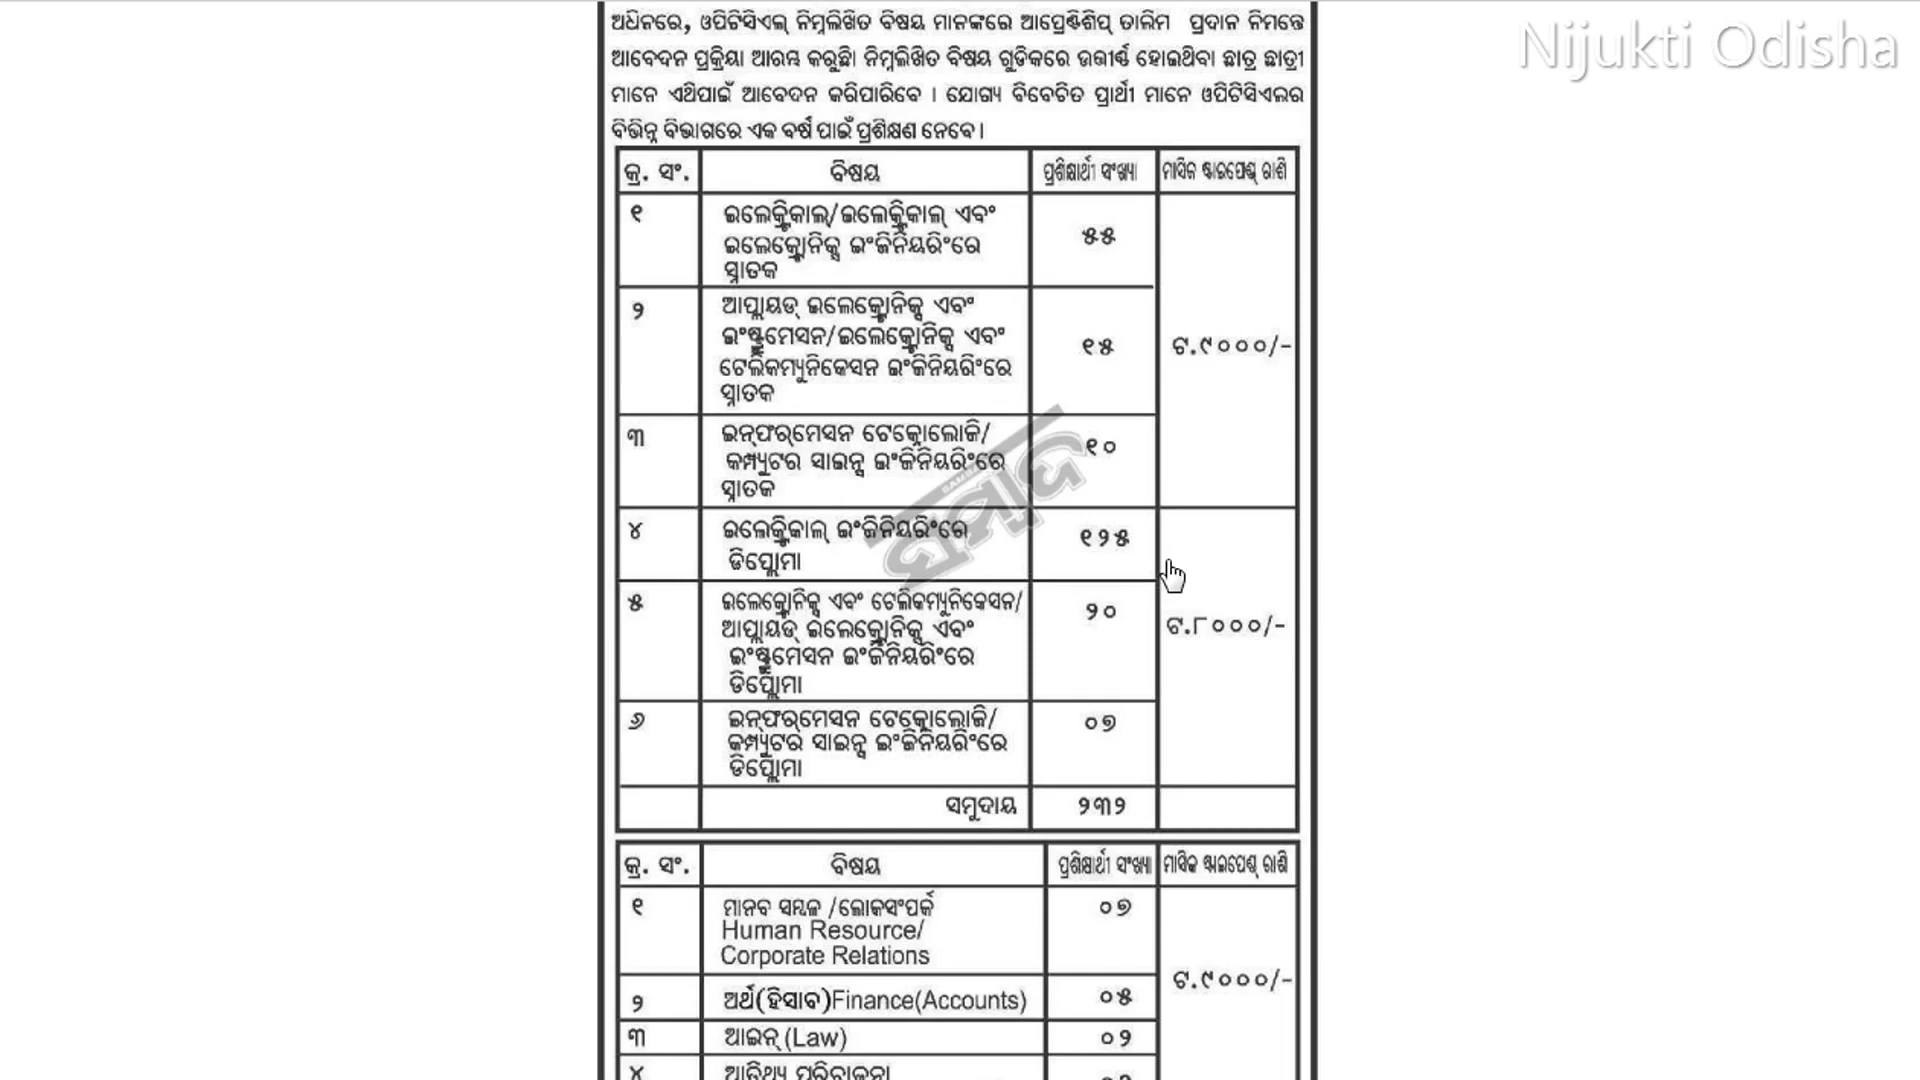 ଅଧିନରେ, ଓପିଟିସିଏଲ୍ ନିମ୍ନଲିଖିତ ବିଷୟ ମାନଙ୍କରେ ଆପ୍ରେଣ୍ଟିଶିପ୍ ତାଲିମ ପ୍ରଦାନ ନିମନ୍ତେ
ଆବେଦନ ପ୍ରକ୍ରିୟା ଆରମ୍ଭ କରୁଛି। ନିମ୍ନଲିଖିତ ବିଷୟ ଗୁଡିକରେ ଉତ୍ତୀର୍ଣ୍ଣ ହୋଇଥିବା ଛାତ୍ର ଛାତ୍ରୀ
ମାନେ ଏଥିପାଇଁ ଆବେଦନ କରିପାରିବେ । ଯୋଗ୍ୟ ବିବେଚିତ ପ୍ରାର୍ଥୀ ମାନେ ଓପିଟିସିଏଲର
ବିଭିନ୍ନ ବିଭାଗରେ ଏକ ବର୍ଷ ପାଇଁ ପ୍ରଶିକ୍ଷଣ ନେବେ।
Nijukti Odisha
କ୍ର. ସଂ. ବିଷୟ ପ୍ରଶିକ୍ଷାର୍ଥୀ ସଂଖ୍ୟା ମାସିକ ଷ୍ଟାଇପେଣ୍ଡ୍ ରାଶି
୧ ଇଲେକ୍ଟ୍ରିକାଲ୍/ଇଲେକ୍ଟ୍ରିକାଲ୍ ଏବଂ
ଇଲେକ୍ଟ୍ରୋନିକ୍ସ ଇଂଜିନିୟରିଂରେ ୫୫
ସ୍ନାତକ
୨ ଆପ୍ଲାୟଡ୍ ଇଲେକ୍ଟ୍ରୋନିକ୍ସ ଏବଂ
ଇଂଷ୍ଟ୍ରୁମେସନ/ଇଲେକ୍ଟ୍ରୋନିକ୍ସ ଏବଂ ୧୫ ଟ.୯୦୦୦/-
ଟେଲିକମ୍ୟୁନିକେସନ ଇଂଜିନିୟରିଂରେ
ସ୍ନାତକ
୩ ଇନ୍‌ଫର୍‌ମେସନ ଟେକ୍ନୋଲୋଜି/ ୧୦
କମ୍ପ୍ୟୁଟର ସାଇନ୍ସ ଇଂଜିନିୟରିଂରେ
ସ୍ନାତକ
୪ ଇଲେକ୍ଟ୍ରିକାଲ୍ ଇଂଜିନିୟରିଂରେ ୧୨୫
ଡିପ୍ଲୋମା
୫ ଇଲେକ୍ଟ୍ରୋନିକ୍ସ ଏବଂ ଟେଲିକମ୍ୟୁନିକେସନ/ ୨୦
ଆପ୍ଲାୟଡ୍ ଇଲେକ୍ଟ୍ରୋନିକ୍ସ ଏବଂ ଟ.୮୦୦୦/-
ଇଂଷ୍ଟ୍ରୁମେସନ ଇଂଜିନିୟରିଂରେ
ଡିପ୍ଲୋମା
୬ ଇନ୍‌ଫର୍‌ମେସନ ଟେକ୍ନୋଲୋଜି/ ୦୭
କମ୍ପ୍ୟୁଟର ସାଇନ୍ସ ଇଂଜିନିୟରିଂରେ
ଡିପ୍ଲୋମା
ସମୁଦାୟ ୨୩୨
କ୍ର. ସଂ. ବିଷୟ ପ୍ରଶିକ୍ଷାର୍ଥୀ ସଂଖ୍ୟା ମାସିକ ଷ୍ଟାଇପେଣ୍ଡ୍ ରାଶି
୧ ମାନବ ସମ୍ବଳ /ଲୋକସଂପର୍କ ୦୭
Human Resource/
Corporate Relations ଟ.୯୦୦୦/-
୨ ଅର୍ଥ(ହିସାବ)Finance(Accounts) ୦୫
୩ ଆଇନ୍ (Law) ୦୨
୪ ଆତିଥ୍ୟ ପରିଚାଳନା
ସମ୍ବାଦ